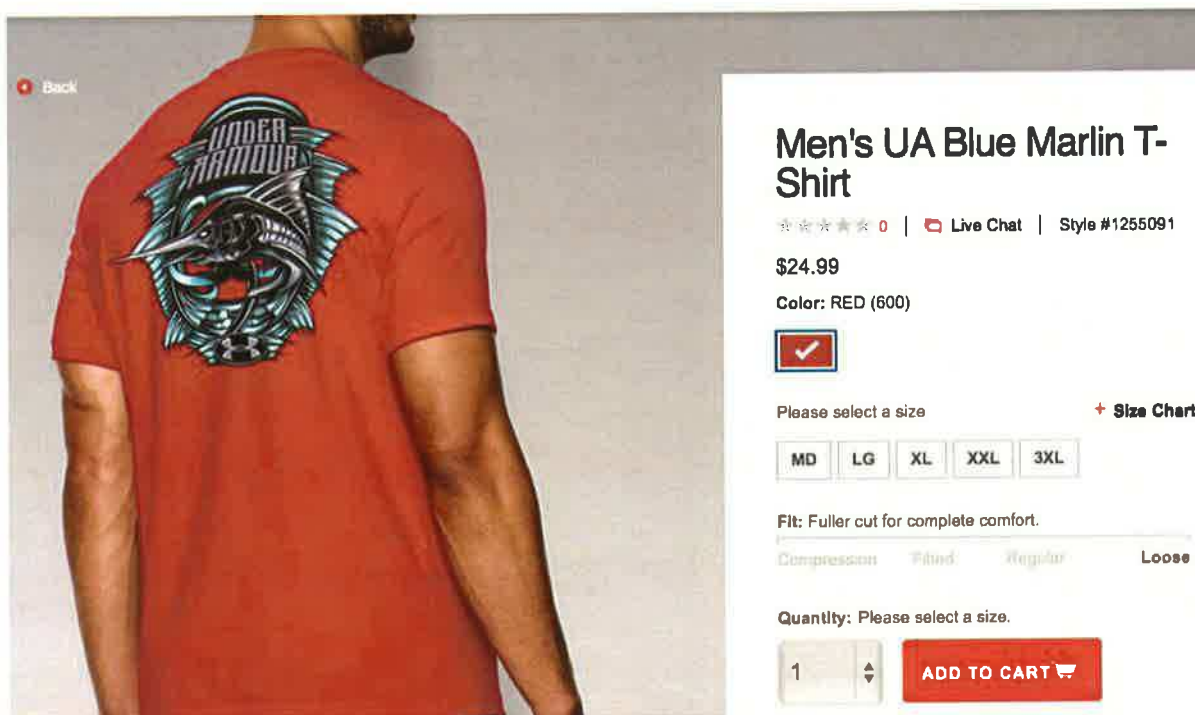 Back
UNDER
ARMOUR
Men's UA Blue Marlin T-
Shirt
0 | Live Chat | Style #1255091
$24.99
Color: RED (600)
Please select a size
+ Size Chart
MD LG XL XXL 3XL
Fit: Fuller cut for complete comfort.
Compression Fitted Regular Loose
Quantity: Please select a size.
1
ADD TO CART